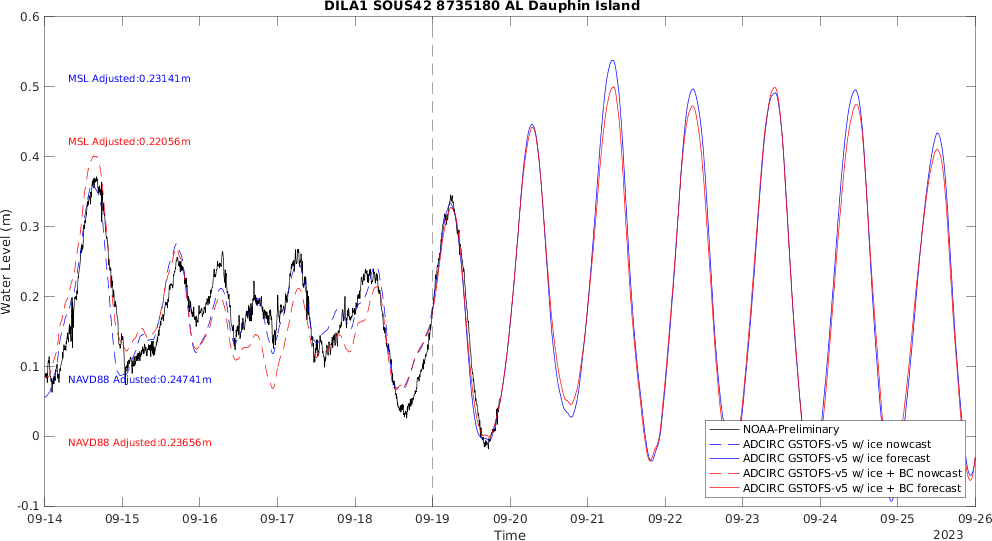 DILA1 SOUS42 8735180 AL Dauphin Island
Water Level (m)
0.6
0.5
0.4
0.3
0.2
0.1
0
-0.1
MSL Adjusted:0.23141m
MSL Adjusted:0.22056m
NAVD88 Adjusted:0.24741m
NAVD88 Adjusted:0.23656m
NOAA-Preliminary
ADCIRC GSTOFS-v5 w/ ice nowcast
ADCIRC GSTOFS-v5 w/ ice forecast
ADCIRC GSTOFS-v5 w/ ice + BC nowcast
ADCIRC GSTOFS-v5 w/ ice + BC forecast
09-14 09-15 09-16 09-17 09-18 09-19 09-20 09-21 09-22 09-23 09-24 09-25 09-26
Time
2023